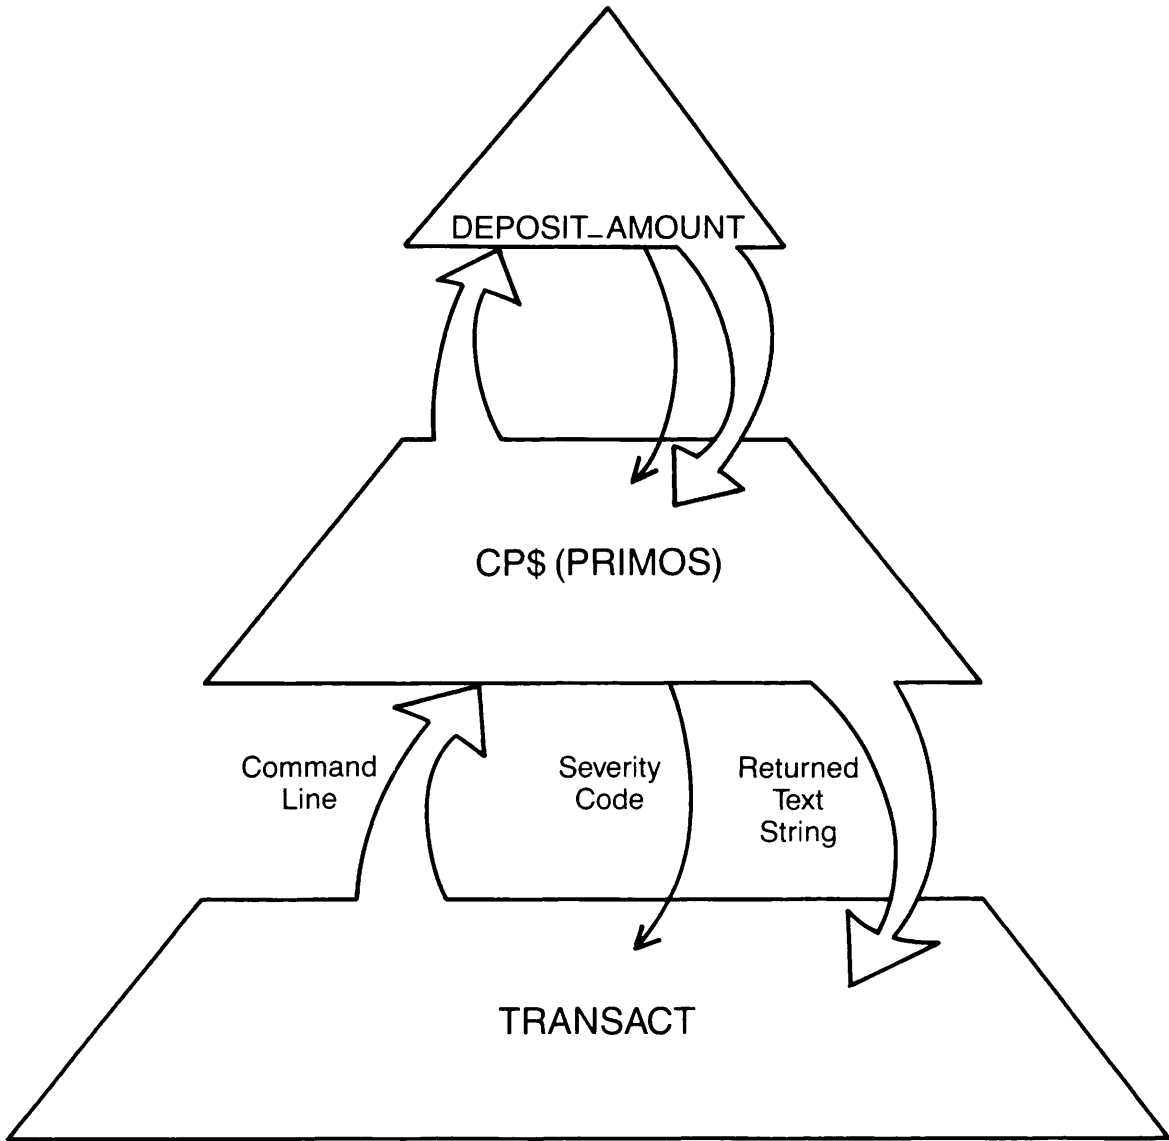 DEPOSIT_AMOUNT
CP$ (PRIMOS)
Command
Line
Severity
Code
Returned
Text
String
TRANSACT